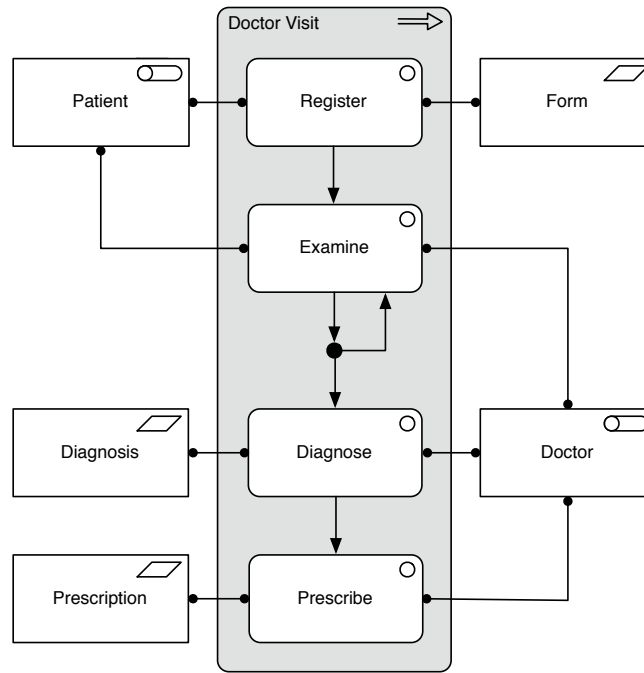 Doctor Visit
Patient
Register
Form
Examine
Diagnosis
Diagnose
Doctor
Prescription
Prescribe